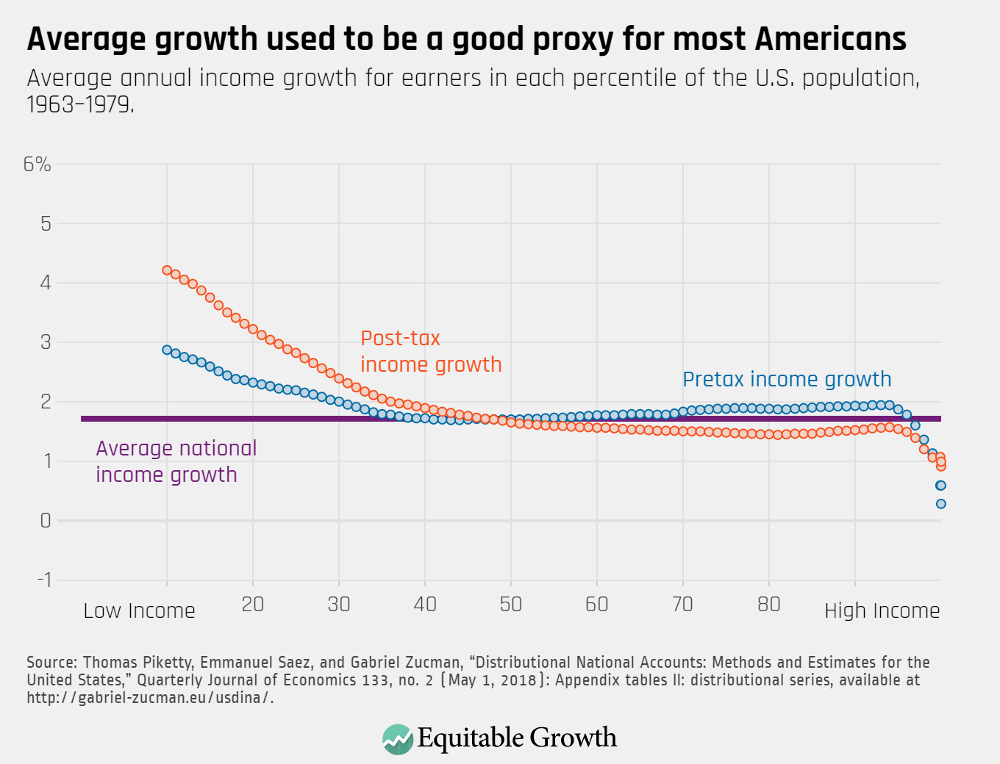 Average growth used to be a good proxy for most Americans
Average annual income growth for earners in each percentile of the U.S. population,
1963–1979.
6%
5
4
3
2
1
0
-1
Post-tax
income growth
Pretax income growth
Average national
income growth
Low Income
20
30
40
50
60
70
80
High Income
Source: Thomas Piketty, Emmanuel Saez, and Gabriel Zucman, “Distributional National Accounts: Methods and Estimates for the
United States,” Quarterly Journal of Economics 133, no. 2 (May 1, 2018): Appendix tables II: distributional series, available at
http://gabriel-zucman.eu/usdina/.
Equitable Growth